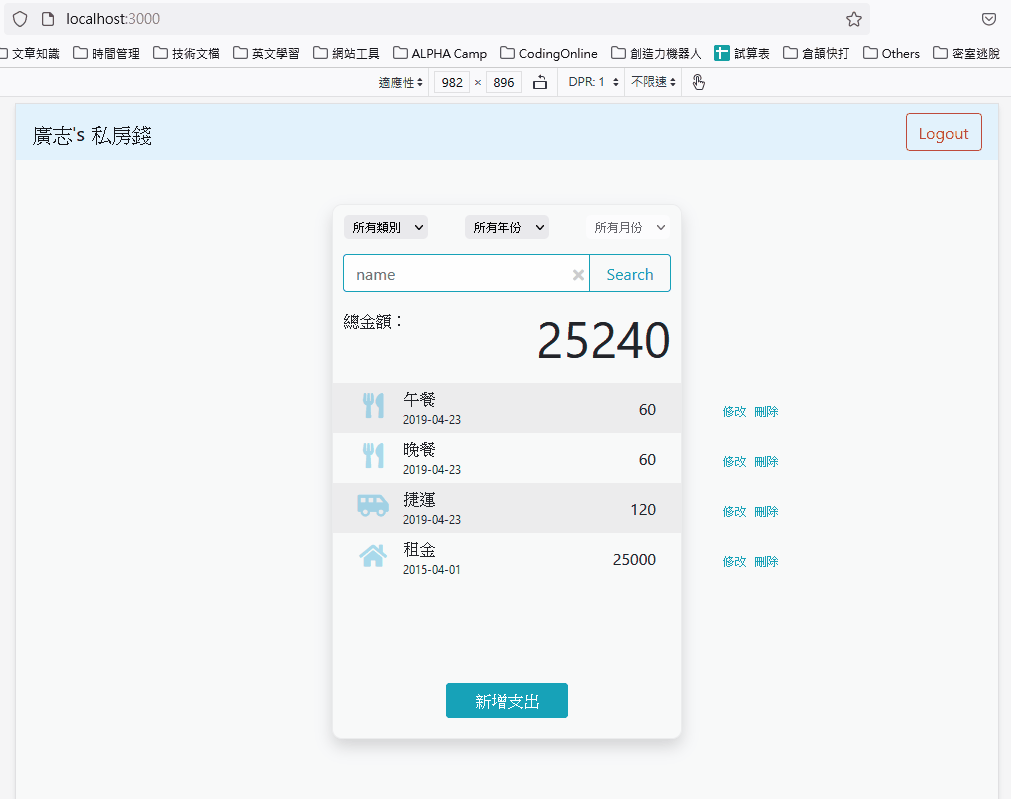 localhost:3000
文章知識 時間管理 技術文檔 英文學習 網站工具 ALPHA Camp CodingOnline 創造力機器人 試算表 倉頡快打 Others 密室逃脫
適應性 982 × 896 DPR: 1 不限速
廣志's 私房錢 Logout
所有類別 所有年份 所有月份
name Search
總金額： 25240
午餐
2019-04-23 60 修改 刪除
晚餐
2019-04-23 60 修改 刪除
捷運
2019-04-23 120 修改 刪除
租金
2015-04-01 25000 修改 刪除
新增支出